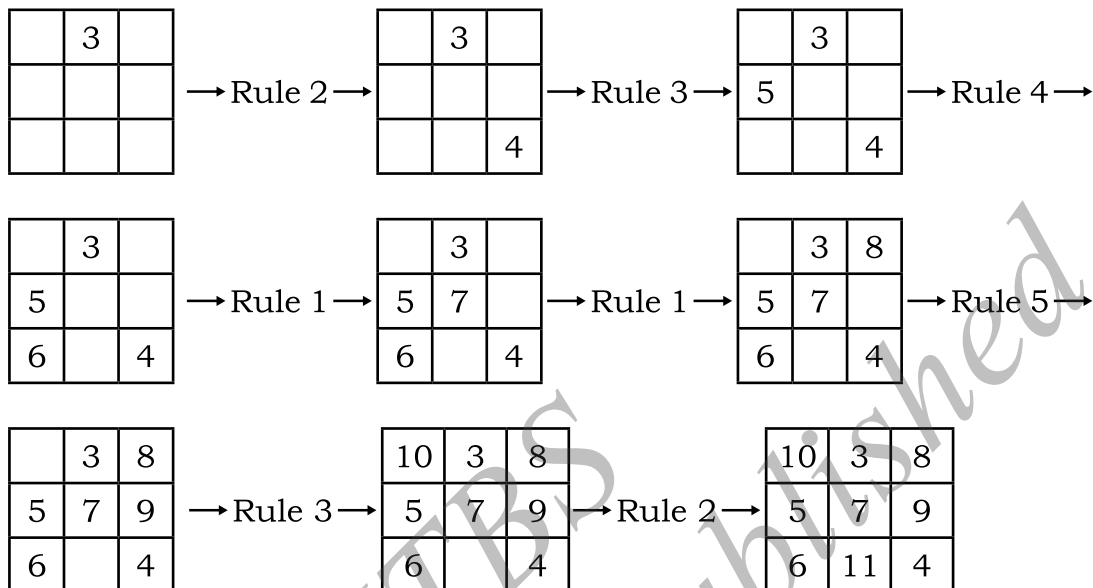 3 3 3
→ Rule 2 → → Rule 3 → 5 → Rule 4 →
4 4
3 3 3 8
5 → Rule 1 → 5 7 → Rule 1 → 5 7 → Rule 5 →
6 4 6 4 6 4
3 8 10 3 8 10 3 8
5 7 9 → Rule 3 → 5 7 9 → Rule 2 → 5 7 9
6 4 6 4 6 11 4
TBS